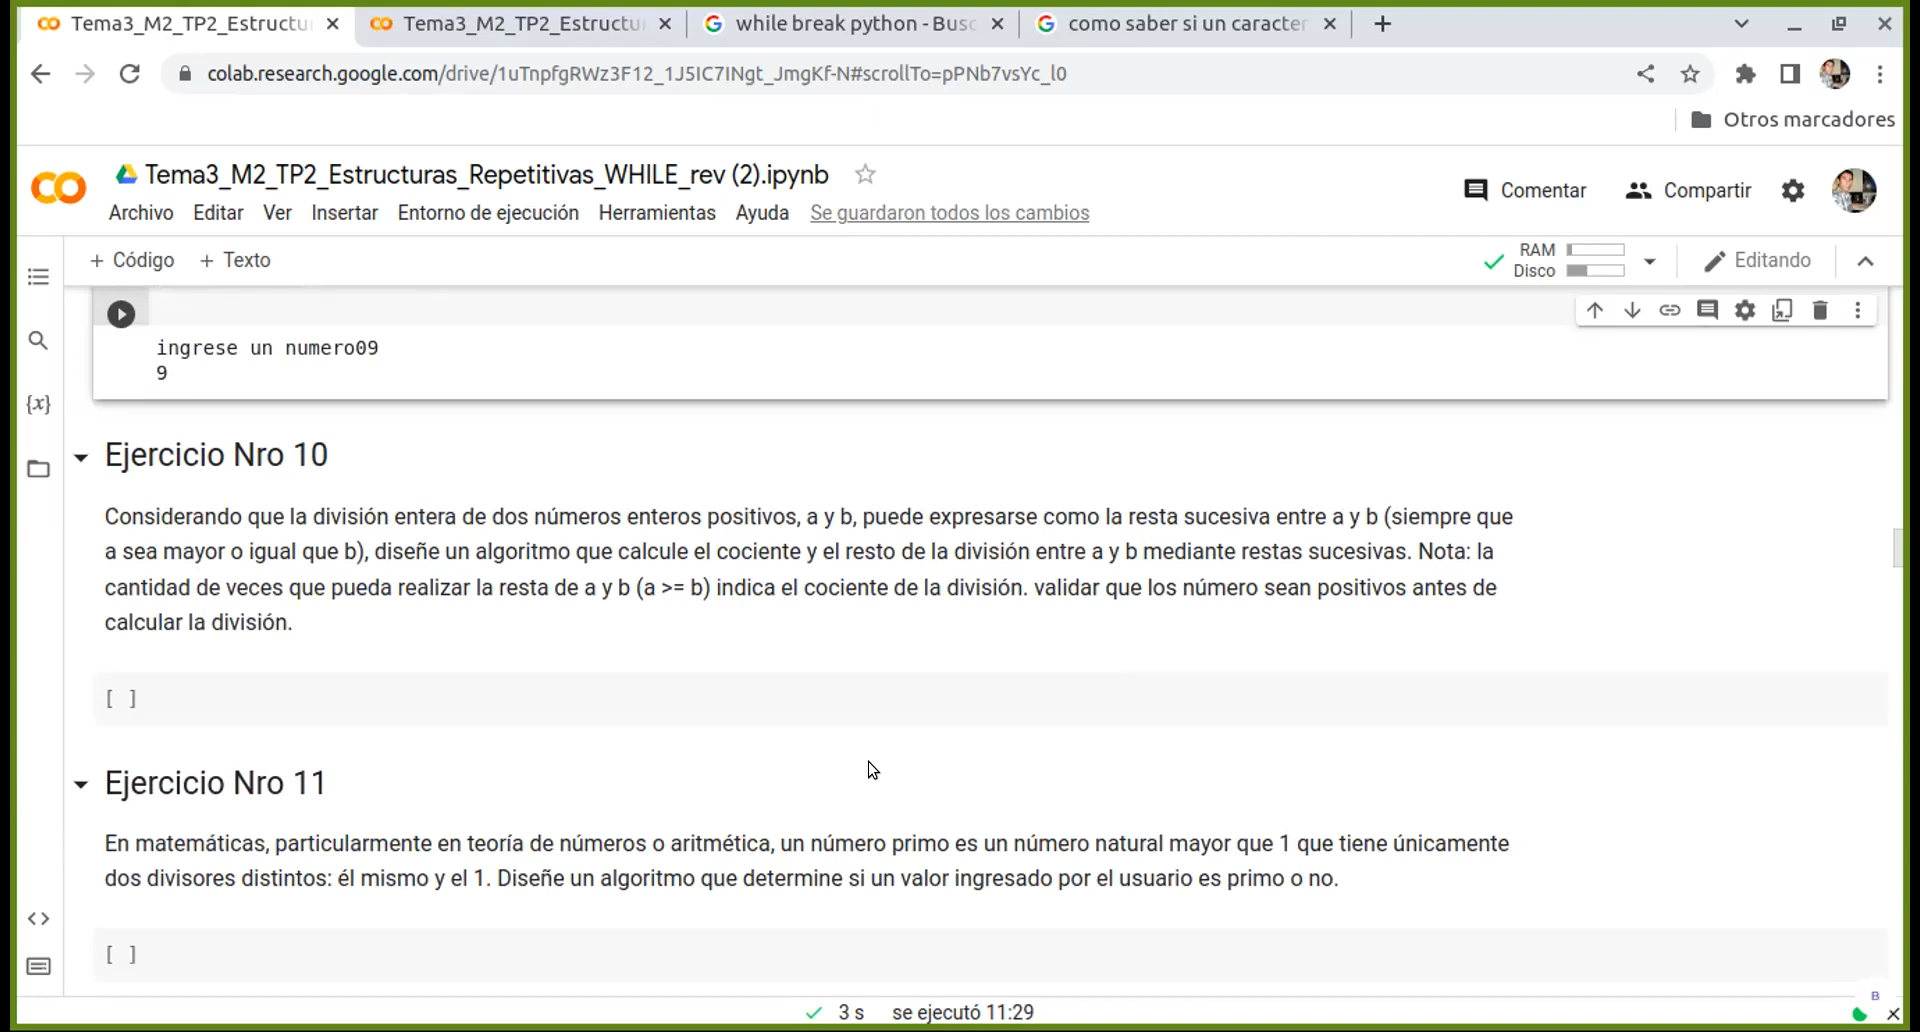 Tema3_M2_TP2_Estructu
Tema3_M2_TP2_Estructu
while break python - Busc
como saber si un caracter
colab.research.google.com/drive/1uTnpfgRWz3F12_1J5IC7INgt_JmgKf-N#scrollTo=pPNb7vsYc_l0
Otros marcadores
Tema3_M2_TP2_Estructuras_Repetitivas_WHILE_rev (2).ipynb
Comentar
Compartir
Archivo Editar Ver Insertar Entorno de ejecución Herramientas Ayuda Se guardaron todos los cambios
+ Código + Texto
RAM
Disco
Editando
ingrese un numero09
9
{x}
Ejercicio Nro 10
Considerando que la división entera de dos números enteros positivos, a y b, puede expresarse como la resta sucesiva entre a y b (siempre que
a sea mayor o igual que b), diseñe un algoritmo que calcule el cociente y el resto de la división entre a y b mediante restas sucesivas. Nota: la
cantidad de veces que pueda realizar la resta de a y b (a >= b) indica el cociente de la división. validar que los número sean positivos antes de
calcular la división.
[ ]
Ejercicio Nro 11
En matemáticas, particularmente en teoría de números o aritmética, un número primo es un número natural mayor que 1 que tiene únicamente
dos divisores distintos: él mismo y el 1. Diseñe un algoritmo que determine si un valor ingresado por el usuario es primo o no.
[ ]
3 s se ejecutó 11:29
B